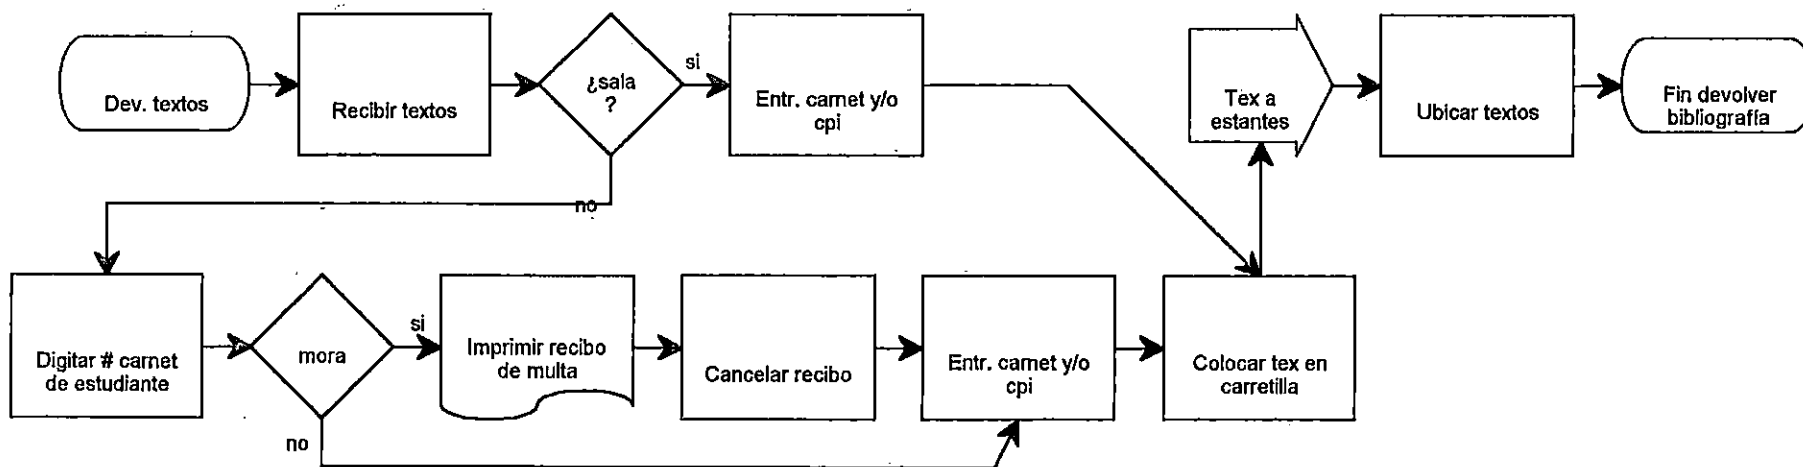 Dev. textos
Recibir textos
¿sala
?
si
Entr. carnet y/o
cpi
Tex a
estantes
Ubicar textos
Fin devolver
bibliografía
no
Digitar # carnet
de estudiante
mora
si
Imprimir recibo
de multa
Cancelar recibo
Entr. carnet y/o
cpi
Colocar tex en
carretilla
no